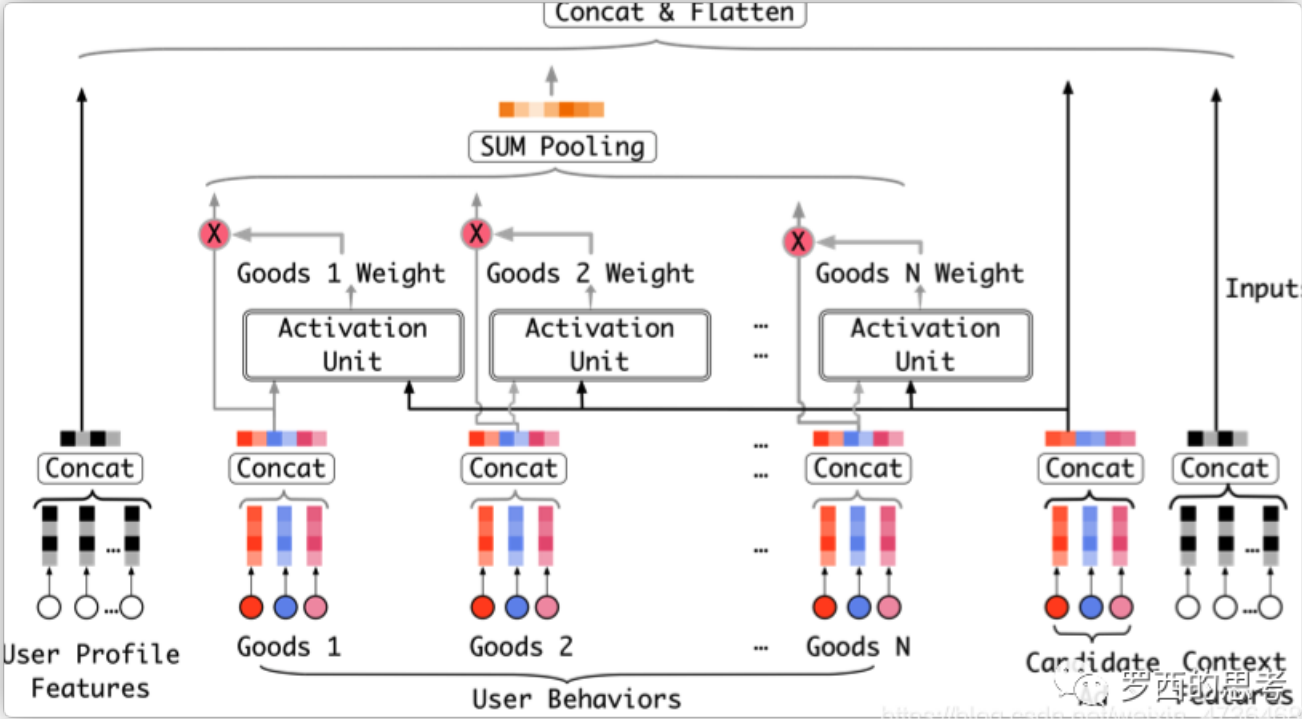 Concat & Flatten
SUM Pooling
X
X
X
Goods 1 Weight
Goods 2 Weight
Goods N Weight
Inputs
Activation
Unit
Activation
Unit
...
...
Activation
Unit
...
Concat
Concat
Concat
...
Concat
Concat
Concat
...
...
...
...
...
User Profile
Features
Goods 1
Goods 2
...
Goods N
User Behaviors
Candidate
Ad
Context
Features
罗西的思考